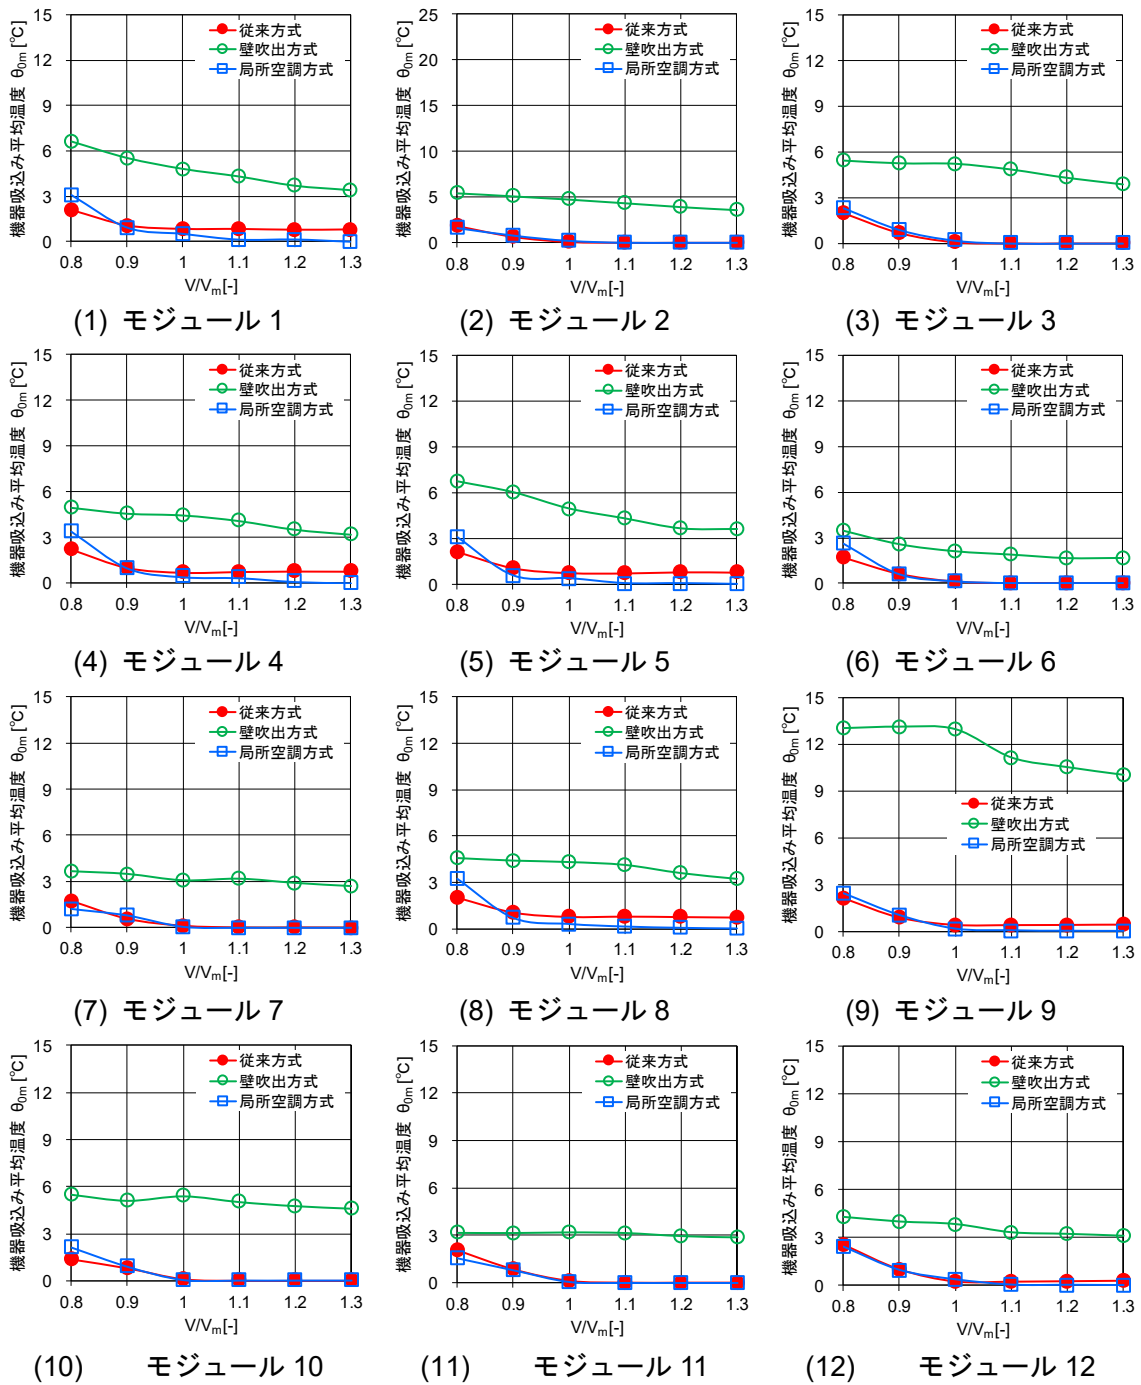 機器吸込み平均温度 θ0m [℃]
15
12
9
6
3
0
従来方式
壁吹出方式
局所空調方式
0.8 0.9 1 1.1 1.2 1.3
V/Vm[-]
(1) モジュール 1
機器吸込み平均温度 θ0m [℃]
25
20
15
10
5
0
従来方式
壁吹出方式
局所空調方式
0.8 0.9 1 1.1 1.2 1.3
V/Vm[-]
(2) モジュール 2
機器吸込み平均温度 θ0m [℃]
15
12
9
6
3
0
従来方式
壁吹出方式
局所空調方式
0.8 0.9 1 1.1 1.2 1.3
V/Vm[-]
(3) モジュール 3
機器吸込み平均温度 θ0m [℃]
15
12
9
6
3
0
従来方式
壁吹出方式
局所空調方式
0.8 0.9 1 1.1 1.2 1.3
V/Vm[-]
(4) モジュール 4
機器吸込み平均温度 θ0m [℃]
15
12
9
6
3
0
従来方式
壁吹出方式
局所空調方式
0.8 0.9 1 1.1 1.2 1.3
V/Vm[-]
(5) モジュール 5
機器吸込み平均温度 θ0m [℃]
15
12
9
6
3
0
従来方式
壁吹出方式
局所空調方式
0.8 0.9 1 1.1 1.2 1.3
V/Vm[-]
(6) モジュール 6
機器吸込み平均温度 θ0m [℃]
15
12
9
6
3
0
従来方式
壁吹出方式
局所空調方式
0.8 0.9 1 1.1 1.2 1.3
V/Vm[-]
(7) モジュール 7
機器吸込み平均温度 θ0m [℃]
15
12
9
6
3
0
従来方式
壁吹出方式
局所空調方式
0.8 0.9 1 1.1 1.2 1.3
V/Vm[-]
(8) モジュール 8
機器吸込み平均温度 θ0m [℃]
15
12
9
6
3
0
従来方式
壁吹出方式
局所空調方式
0.8 0.9 1 1.1 1.2 1.3
V/Vm[-]
(9) モジュール 9
機器吸込み平均温度 θ0m [℃]
15
12
9
6
3
0
従来方式
壁吹出方式
局所空調方式
0.8 0.9 1 1.1 1.2 1.3
V/Vm[-]
(10) モジュール 10
機器吸込み平均温度 θ0m [℃]
15
12
9
6
3
0
従来方式
壁吹出方式
局所空調方式
0.8 0.9 1 1.1 1.2 1.3
V/Vm[-]
(11) モジュール 11
機器吸込み平均温度 θ0m [℃]
15
12
9
6
3
0
従来方式
壁吹出方式
局所空調方式
0.8 0.9 1 1.1 1.2 1.3
V/Vm[-]
(12) モジュール 12